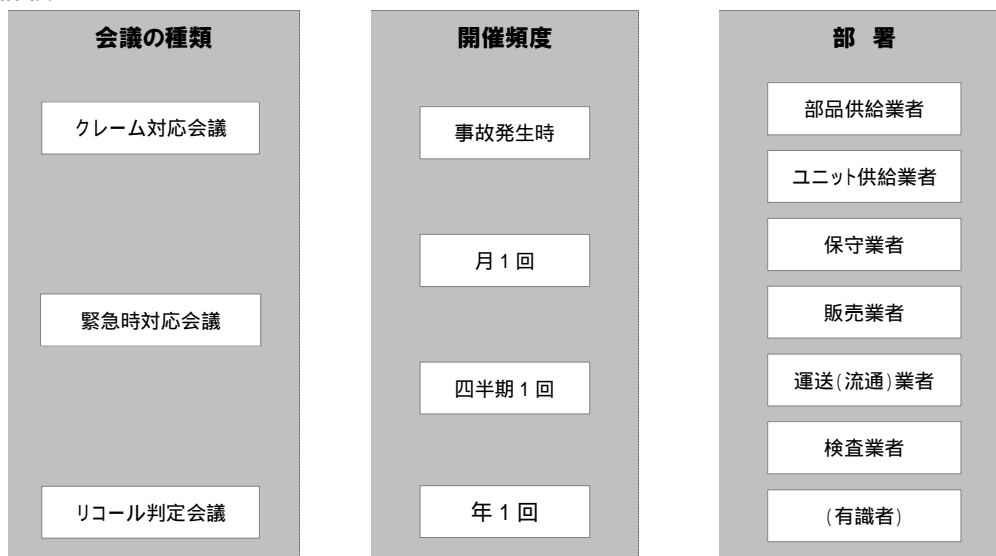 会議の種類
クレーム対応会議
緊急時対応会議
リコール判定会議
開催頻度
事故発生時
月1回
四半期1回
年1回
部 署
部品供給業者
ユニット供給業者
保守業者
販売業者
運送(流通)業者
検査業者
(有識者)